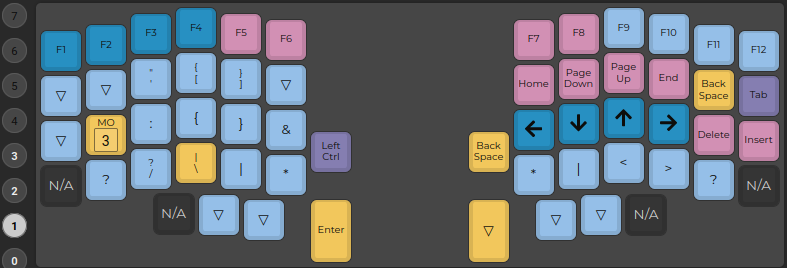 7
6
5
4
3
2
1
0
F1
F2
F3
F4
F5
F6
▽
▽
"
'
{
[
}
]
▽
▽
MO
3
:
{
}
&
N/A
?
?
/
|
\
|
*
Left
Ctrl
N/A
▽
▽
Enter
F7
F8
F9
F10
F11
F12
Home
Page
Down
Page
Up
End
Back
Space
Tab
←
↓
↑
→
Delete
Insert
Back
Space
*
|
<
>
?
N/A
▽
▽
▽
N/A